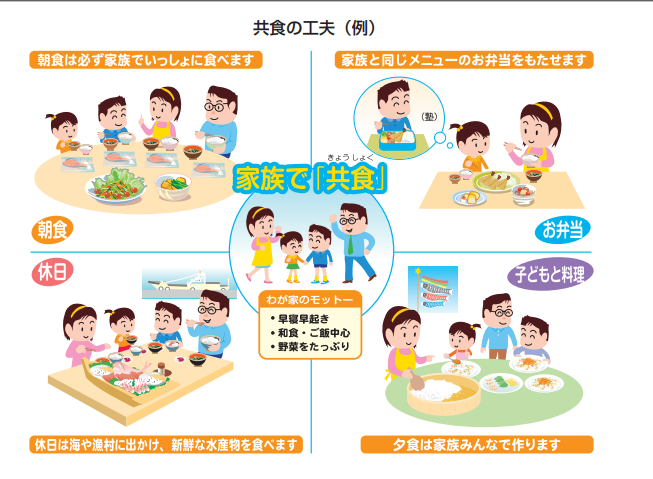 共食の工夫（例）
朝食は必ず家族でいっしょに食べます
家族と同じメニューのお弁当をもたせます
（塾）
きょうしょく
家族で「共食」
朝食
お弁当
休日
子どもと料理
わが家のモットー
・早寝早起き
・和食・ご飯中心
・野菜をたっぷり
休日は海や漁村に出かけ、新鮮な水産物を食べます
夕食は家族みんなで作ります